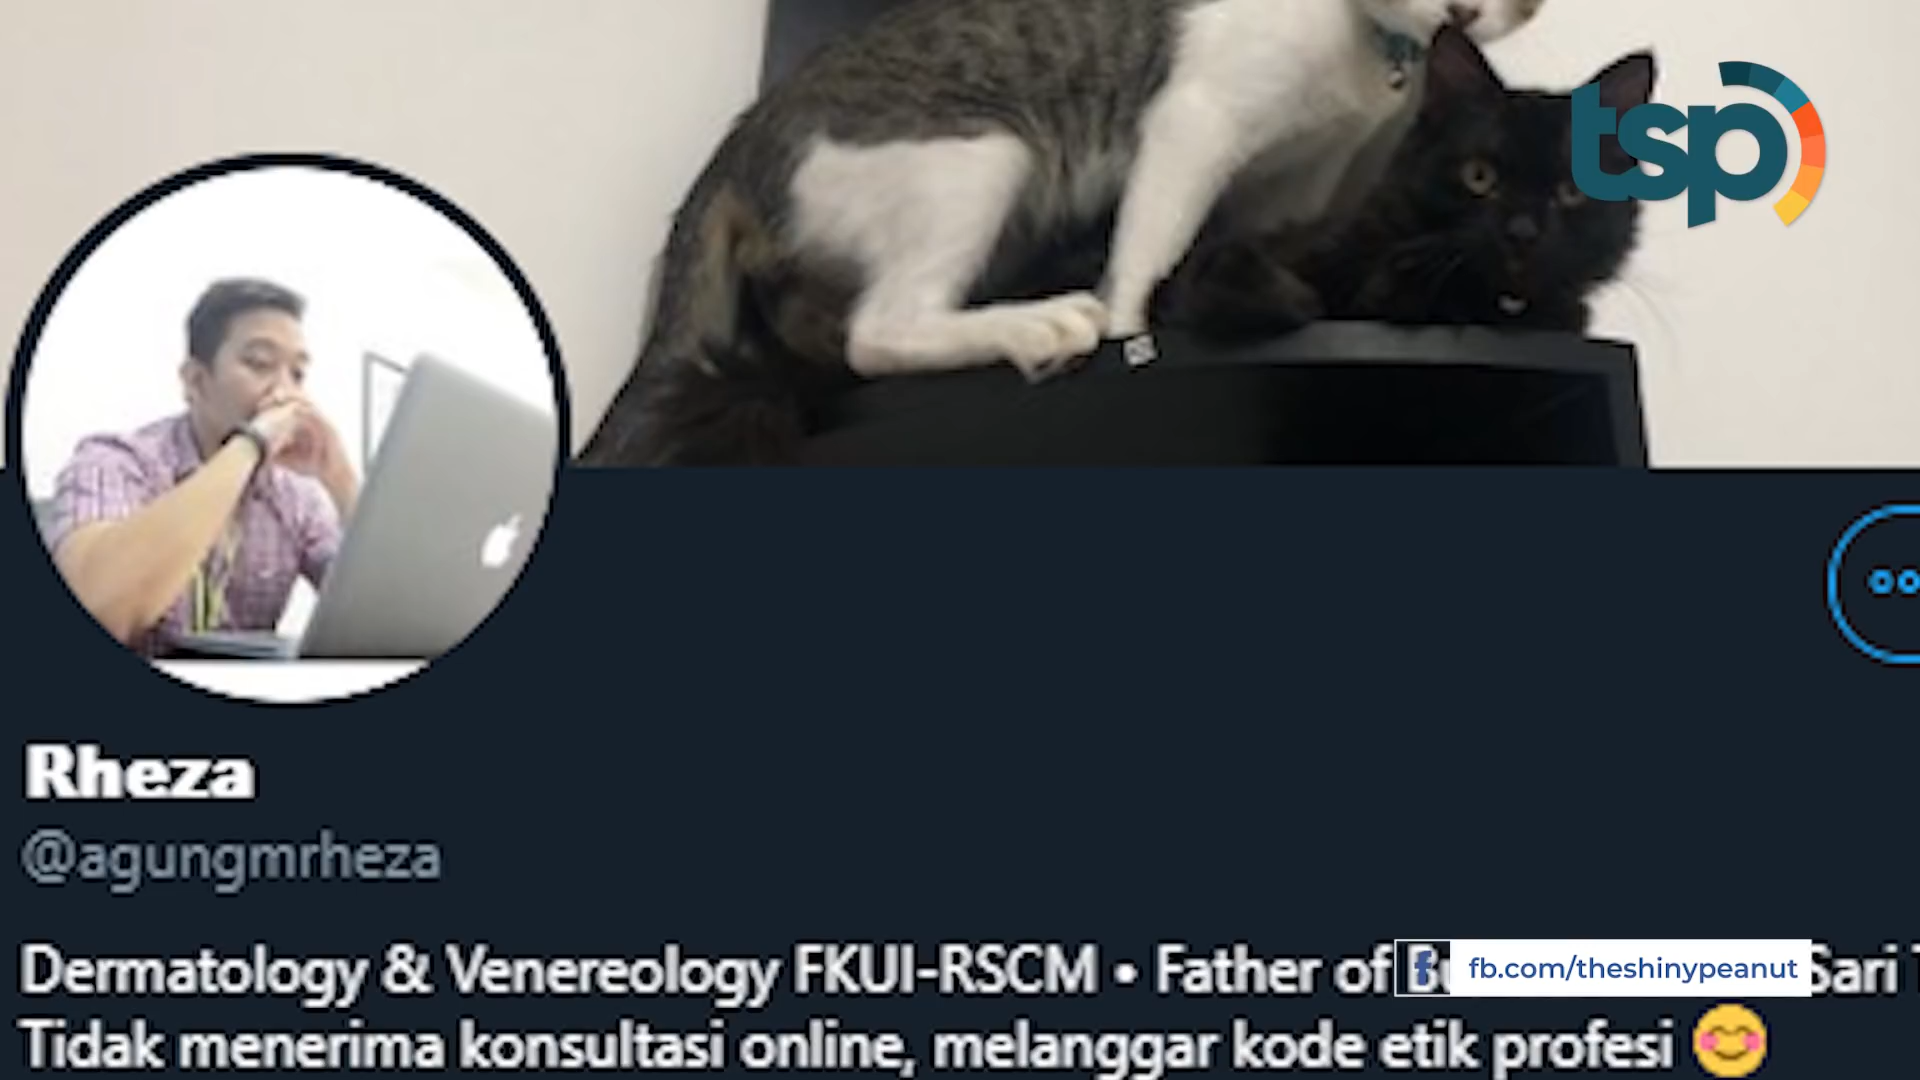 tsp
Rheza
@agungmrheza
Dermatology & Venereology FKUI-RSCM • Father of Sari
fb.com/theshinypeanut
Tidak menerima konsultasi online, melanggar kode etik profesi 😊